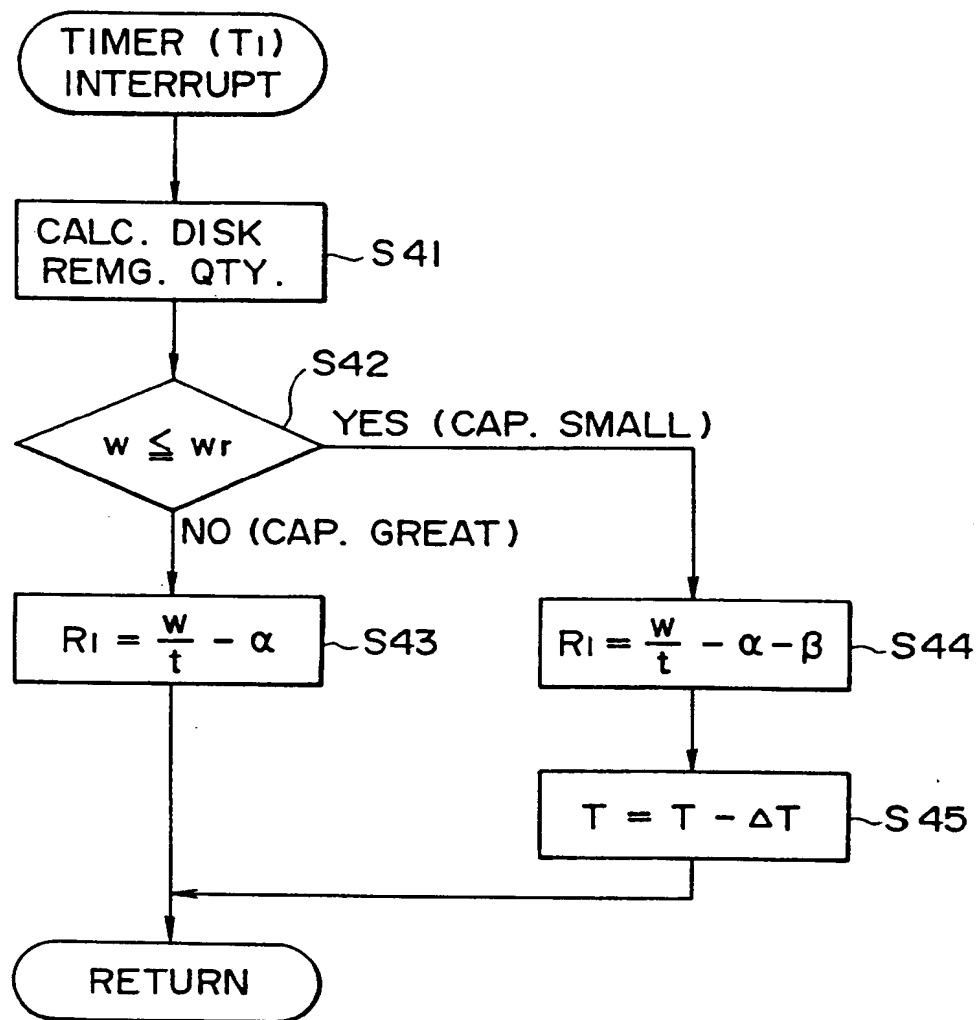 TIMER (T1)
INTERRUPT
CALC. DISK
REMG. QTY.
S41
S42
w ≦ wr
YES (CAP. SMALL)
NO (CAP. GREAT)
R1 = w/t - α
S43
R1 = w/t - α - β
S44
T = T - ΔT
S45
RETURN